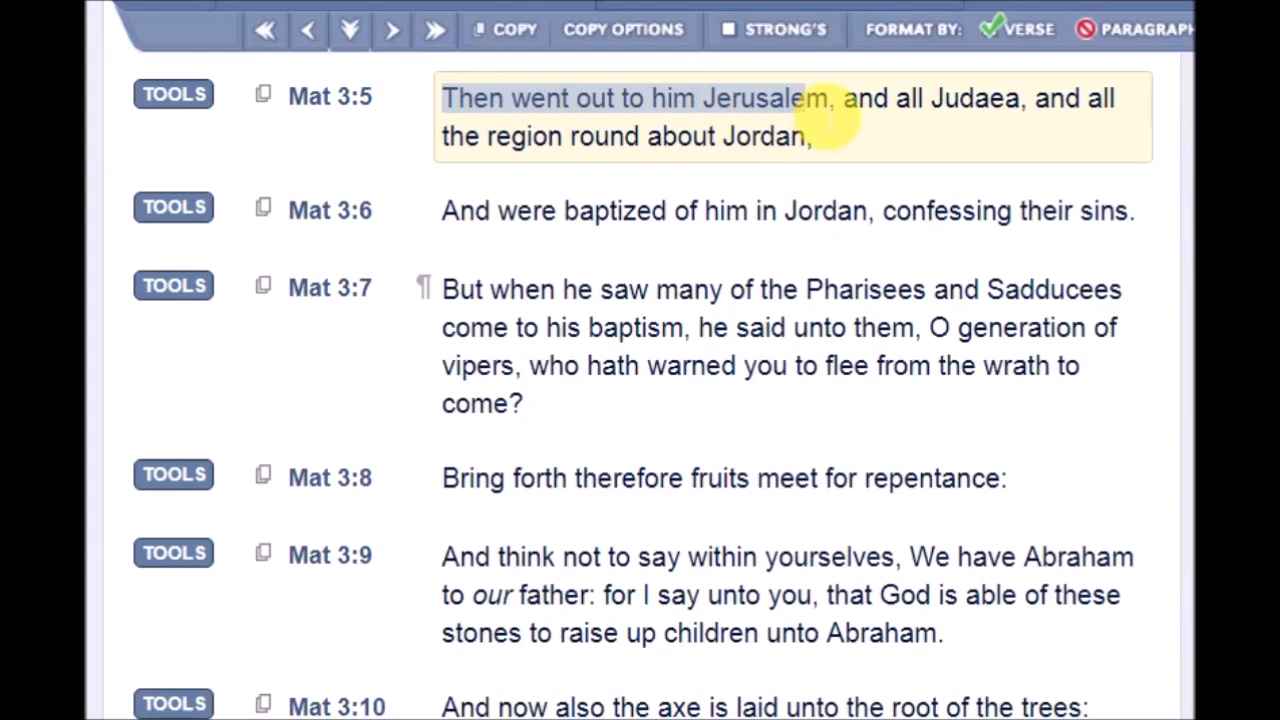 COPY COPY OPTIONS STRONG'S FORMAT BY: VERSE PARAGRAPH
TOOLS Mat 3:5 Then went out to him Jerusalem, and all Judaea, and all
the region round about Jordan,
TOOLS Mat 3:6 And were baptized of him in Jordan, confessing their sins.
TOOLS Mat 3:7 ¶ But when he saw many of the Pharisees and Sadducees
come to his baptism, he said unto them, O generation of
vipers, who hath warned you to flee from the wrath to
come?
TOOLS Mat 3:8 Bring forth therefore fruits meet for repentance:
TOOLS Mat 3:9 And think not to say within yourselves, We have Abraham
to our father: for I say unto you, that God is able of these
stones to raise up children unto Abraham.
TOOLS Mat 3:10 And now also the axe is laid unto the root of the trees: